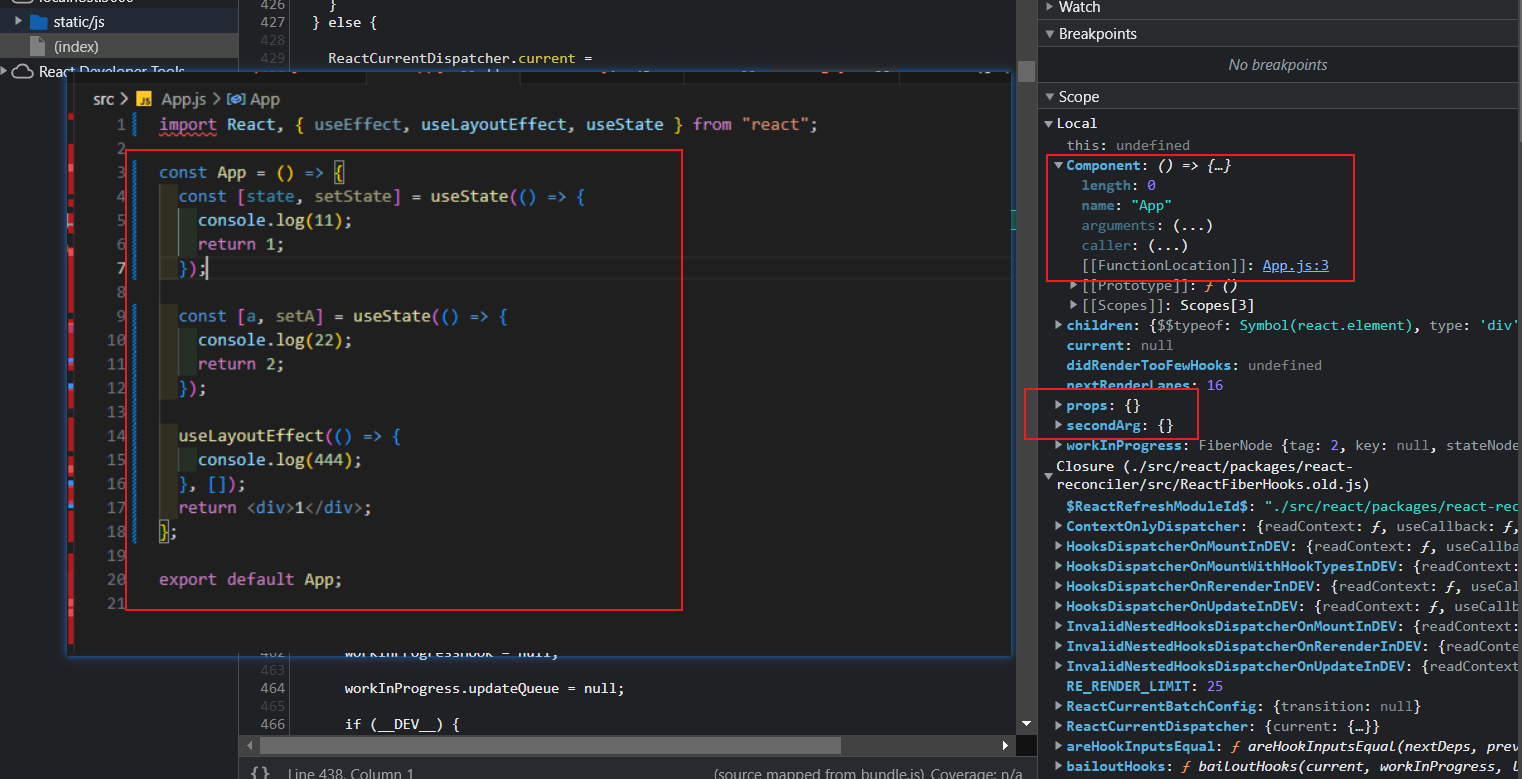 static/js
(index)
426 }
427 } else {
428
429 ReactCurrentDispatcher.current =
src > JS App.js > App
1 import React, { useEffect, useLayoutEffect, useState } from "react";
2
3 const App = () => {
4 const [state, setState] = useState(() => {
5 console.log(11);
6 return 1;
7 });
8
9 const [a, setA] = useState(() => {
10 console.log(22);
11 return 2;
12 });
13
14 useLayoutEffect(() => {
15 console.log(444);
16 }, []);
17 return <div>1</div>;
18 };
19
20 export default App;
21
463
464 workInProgress.updateQueue = null;
465
466 if (__DEV__) {
{} Line 438, Column 1 (source mapped from bundle.js) Coverage: n/a
Watch
Breakpoints
No breakpoints
Scope
Local
this: undefined
Component: () => {…}
length: 0
name: "App"
arguments: (...)
caller: (...)
[[FunctionLocation]]: App.js:3
[[Prototype]]: ƒ ()
[[Scopes]]: Scopes[3]
children: {$$typeof: Symbol(react.element), type: 'div'
current: null
didRenderTooFewHooks: undefined
nextRenderLanes: 16
props: {}
secondArg: {}
workInProgress: FiberNode {tag: 2, key: null, stateNode
Closure (./src/react/packages/react-
reconciler/src/ReactFiberHooks.old.js)
$ReactRefreshModuleId$: "./src/react/packages/react-rec
ContextOnlyDispatcher: {readContext: ƒ, useCallback: ƒ,
HooksDispatcherOnMountInDEV: {readContext: ƒ, useCallba
HooksDispatcherOnMountWithHookTypesInDEV: {readContext:
HooksDispatcherOnRerenderInDEV: {readContext: ƒ, useCal
HooksDispatcherOnUpdateInDEV: {readContext: ƒ, useCallb
InvalidNestedHooksDispatcherOnMountInDEV: {readContext:
InvalidNestedHooksDispatcherOnRerenderInDEV: {readConte
InvalidNestedHooksDispatcherOnUpdateInDEV: {readContext
RE_RENDER_LIMIT: 25
ReactCurrentBatchConfig: {transition: null}
ReactCurrentDispatcher: {current: {…}}
areHookInputsEqual: ƒ areHookInputsEqual(nextDeps, prev
bailoutHooks: ƒ bailoutHooks(current, workInProgress, l